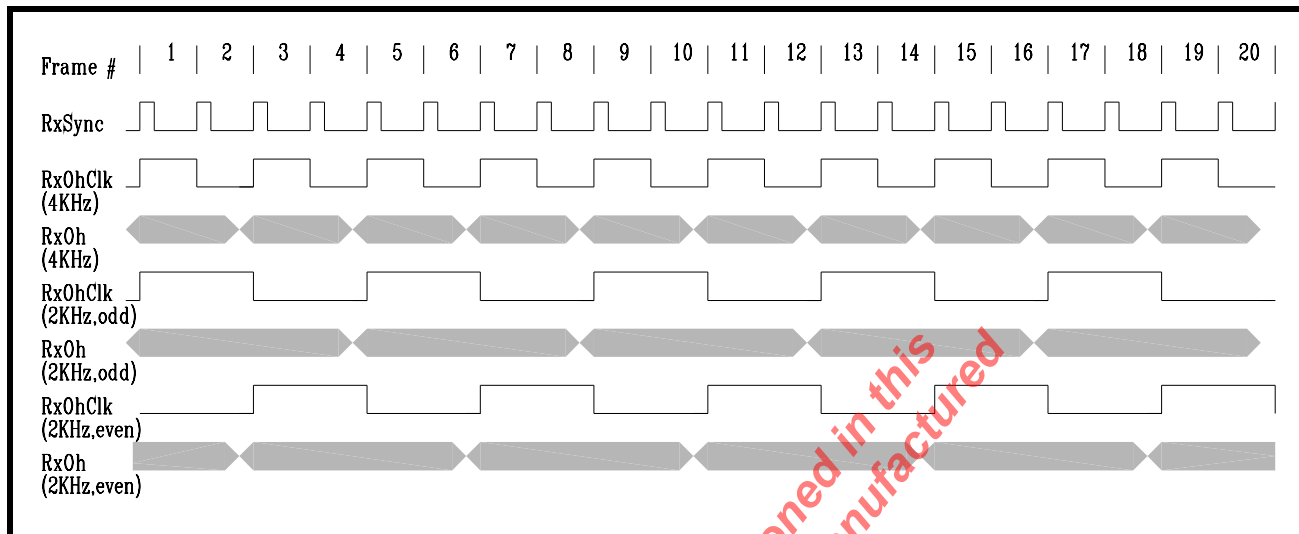 Frame # | 1 | 2 | 3 | 4 | 5 | 6 | 7 | 8 | 9 | 10 | 11 | 12 | 13 | 14 | 15 | 16 | 17 | 18 | 19 | 20 |
RxSync
RxOhClk
(4KHz)
RxOh
(4KHz)
RxOhClk
(2KHz,odd)
RxOh
(2KHz,odd)
RxOhClk
(2KHz,even)
RxOh
(2KHz,even)
in this